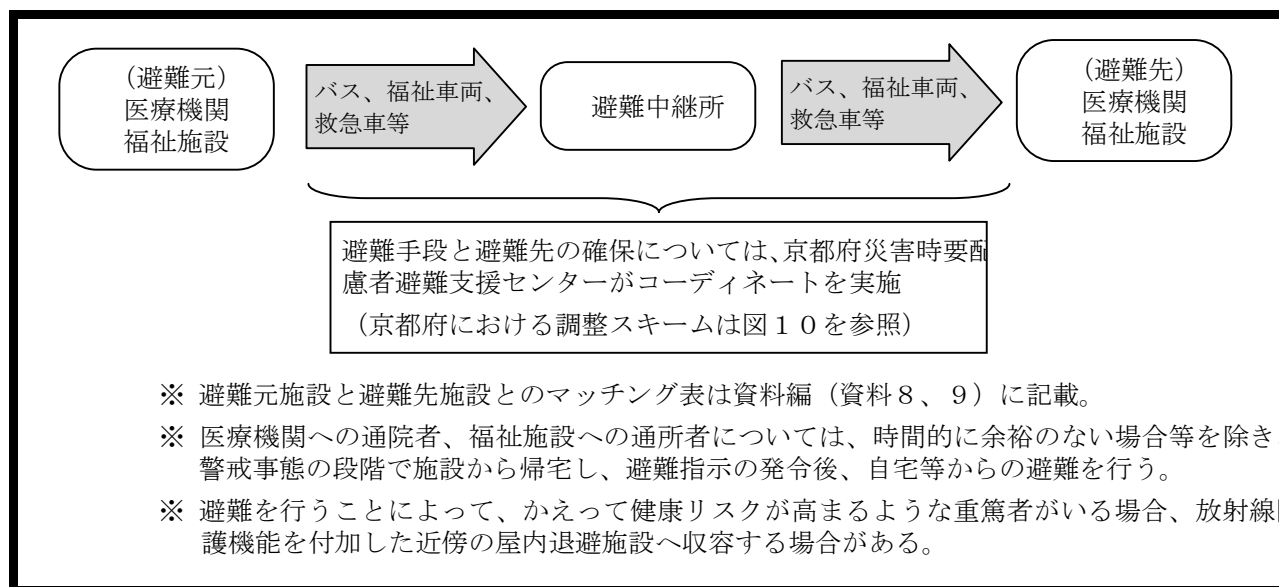 (避難元)
医療機関
福祉施設
バス、福祉車両、
救急車等
避難中継所
バス、福祉車両、
救急車等
(避難先)
医療機関
福祉施設
避難手段と避難先の確保については、京都府災害時要配
慮者避難支援センターがコーディネートを実施
(京都府における調整スキームは図10を参照)
※ 避難元施設と避難先施設とのマッチング表は資料編(資料8、9)に記載。
※ 医療機関への通院者、福祉施設への通所者については、時間的に余裕のない場合等を除き、
警戒事態の段階で施設から帰宅し、避難指示の発令後、自宅等からの避難を行う。
※ 避難を行うことによって、かえって健康リスクが高まるような重篤者がいる場合、放射線
護機能を付加した近傍の屋内退避施設へ収容する場合がある。